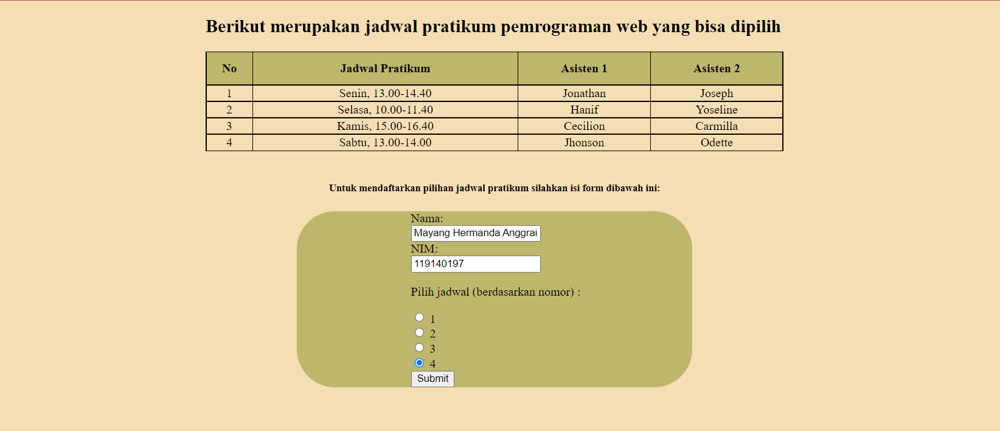 Berikut merupakan jadwal pratikum pemrograman web yang bisa dipilih
No Jadwal Pratikum Asisten 1 Asisten 2
1 Senin, 13.00-14.40 Jonathan Joseph
2 Selasa, 10.00-11.40 Hanif Yoseline
3 Kamis, 15.00-16.40 Cecilion Carmilla
4 Sabtu, 13.00-14.00 Jhonson Odette
Untuk mendaftarkan pilihan jadwal pratikum silahkan isi form dibawah ini:
Nama:
Mayang Hermanda Anggrai
NIM:
119140197
Pilih jadwal (berdasarkan nomor) :
1
2
3
4
Submit